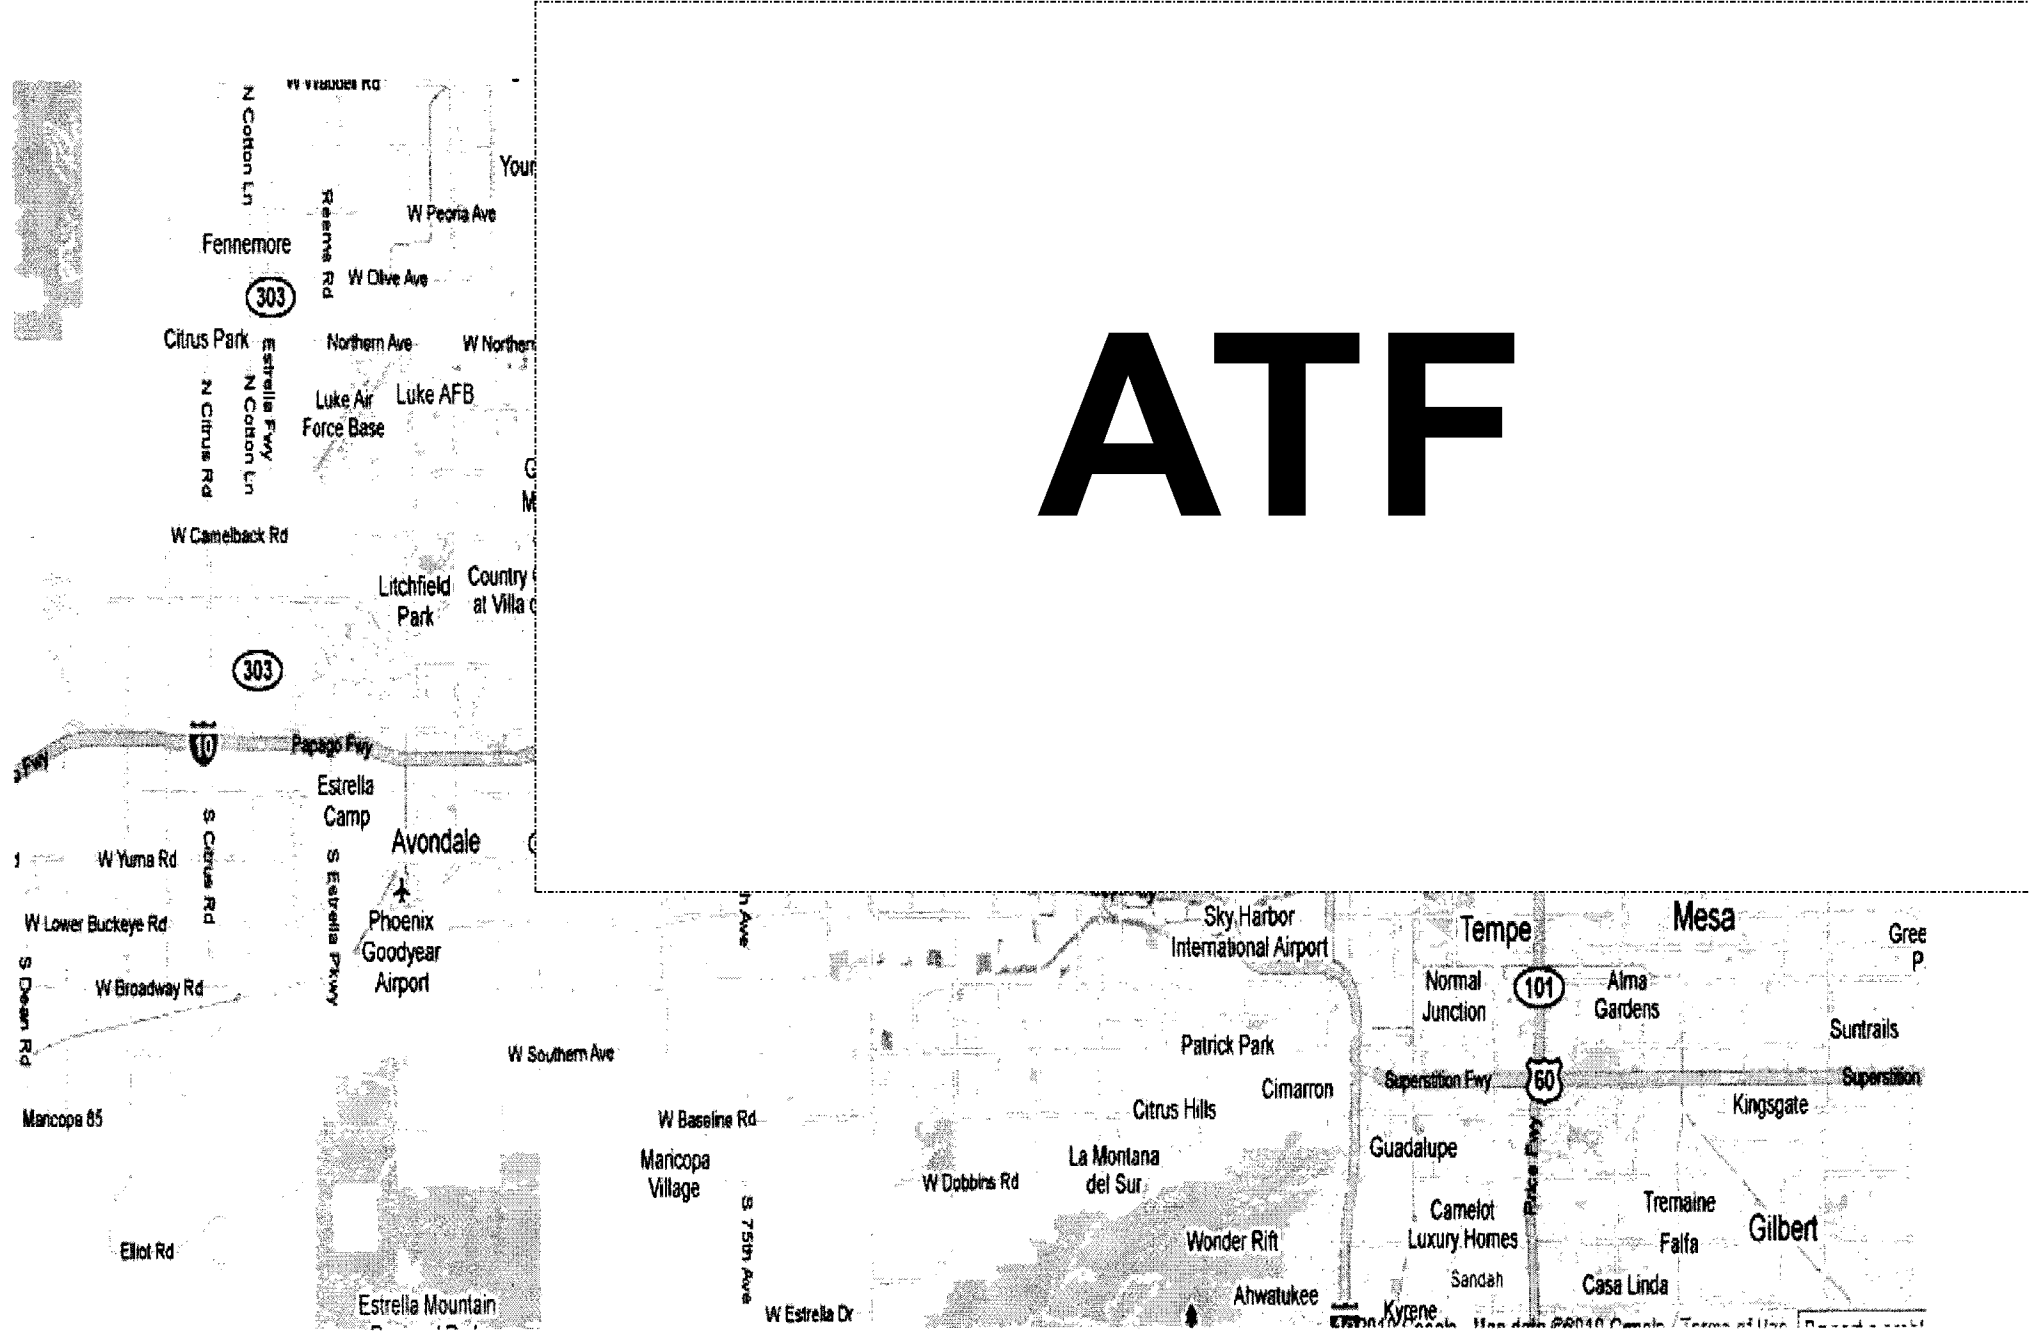 W Waddell Rd
N Cotton Ln
Reems Rd
W Peoria Ave
Fennemore
W Olive Ave
303
Citrus Park
Northern Ave
W Northern
Estrella Fwy
N Citrus Rd
N Cotton Ln
Luke Air
Force Base
Luke AFB
ATF
W Camelback Rd
Litchfield
Park
Country
at Villa
303
10
Papago Fwy
Fwy
Estrella
Camp
Avondale
W Yuma Rd
S Citrus Rd
S Estrella Pkwy
W Lower Buckeye Rd
Phoenix
Goodyear
Airport
S Dean Rd
W Broadway Rd
h Ave
Sky Harbor
International Airport
Tempe
Mesa
Gree
P
Normal
Junction
101
Alma
Gardens
Suntrails
W Southern Ave
Patrick Park
Cimarron
Superstition Fwy
60
Superstition
Kingsgate
Maricopa 85
W Baseline Rd
Citrus Hills
Guadalupe
Price Fwy
Maricopa
Village
La Montana
del Sur
W Dobbins Rd
S 75th Ave
Camelot
Luxury Homes
Tremaine
Falfa
Gilbert
Elliot Rd
Wonder Rift
Sandah
Casa Linda
Estrella Mountain
Ahwatukee
W Estrella Dr
Kyrene